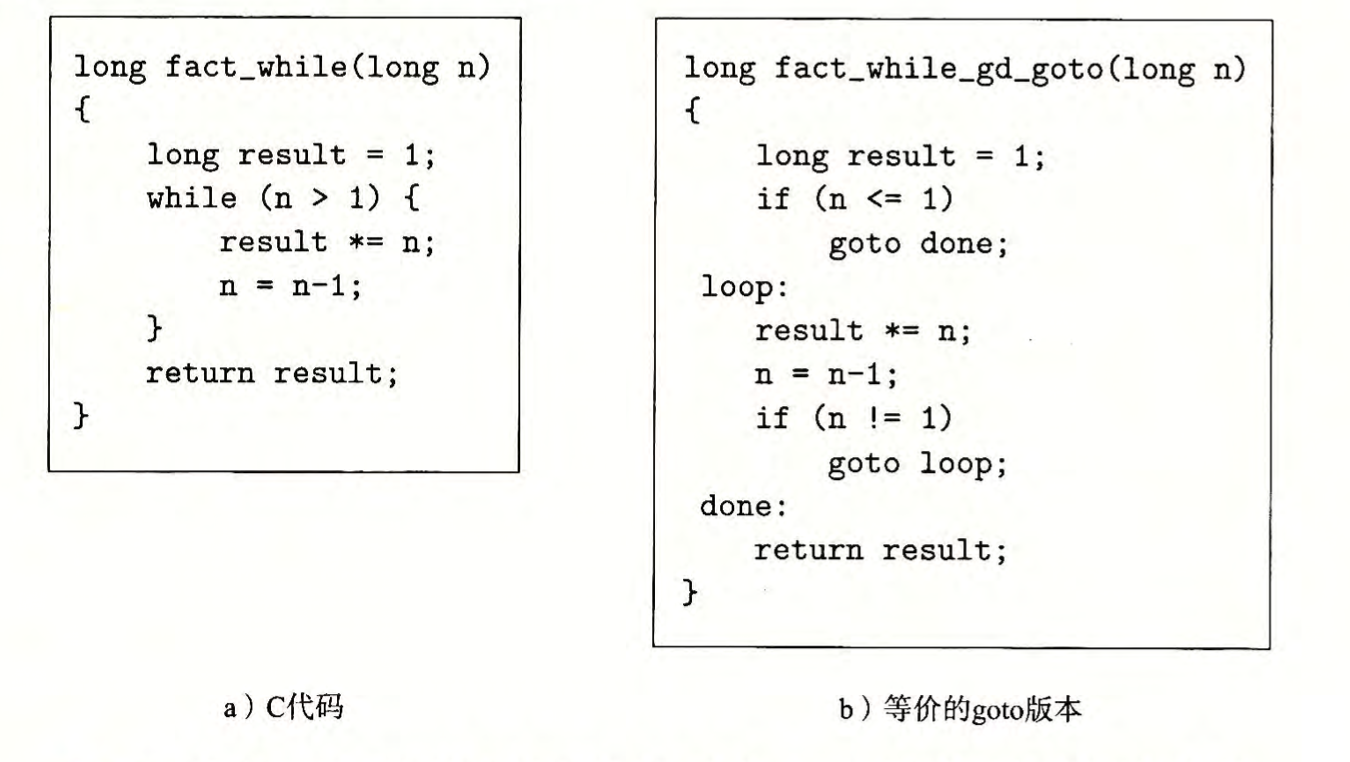 long fact_while(long n)
{
    long result = 1;
    while (n > 1) {
        result *= n;
        n = n-1;
    }
    return result;
}
a）C代码
long fact_while_gd_goto(long n)
{
    long result = 1;
    if (n <= 1)
        goto done;
 loop:
    result *= n;
    n = n-1;
    if (n != 1)
        goto loop;
 done:
    return result;
}
b）等价的goto版本